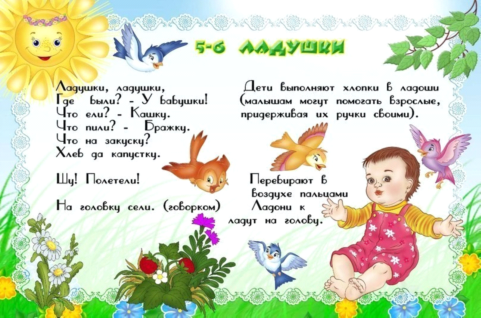 5-6 ЛАДУШКИ
Ладушки, ладушки,
Где были? - У бабушки!
Что ели? - Кашку.
Что пили? - Бражку.
Что на закуску?
Хлеб да капустку.
Шу! Полетели!
На головку сели. (говорком)
Дети выполняют хлопки в ладоши
(малышам могут помогать взрослые,
придерживая их ручки своими).
Перебирают в
воздухе пальцами
Ладони к
ладут на голову.